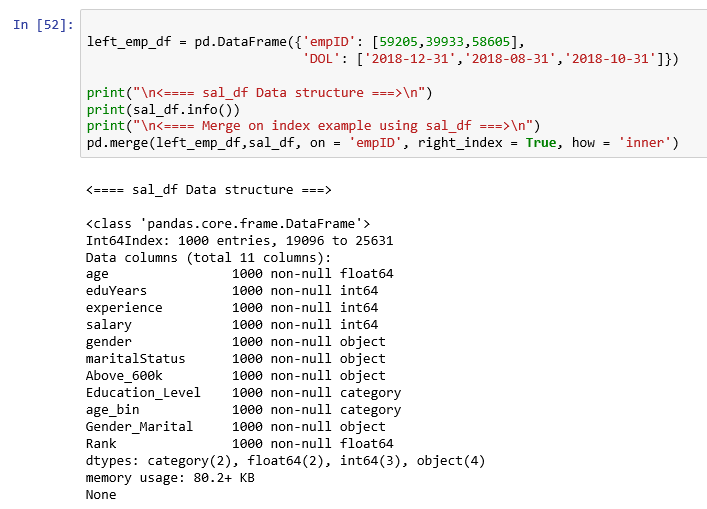 In [52]:
left_emp_df = pd.DataFrame({'empID': [59205,39933,58605],
'DOL': ['2018-12-31','2018-08-31','2018-10-31']})
print("\n<==== sal_df Data structure ===>\n")
print(sal_df.info())
print("\n<==== Merge on index example using sal_df ===>\n")
pd.merge(left_emp_df,sal_df, on = 'empID', right_index = True, how = 'inner')
<==== sal_df Data structure ===>
<class 'pandas.core.frame.DataFrame'>
Int64Index: 1000 entries, 19096 to 25631
Data columns (total 11 columns):
age 1000 non-null float64
eduYears 1000 non-null int64
experience 1000 non-null int64
salary 1000 non-null int64
gender 1000 non-null object
maritalStatus 1000 non-null object
Above_600k 1000 non-null object
Education_Level 1000 non-null category
age_bin 1000 non-null category
Gender_Marital 1000 non-null object
Rank 1000 non-null float64
dtypes: category(2), float64(2), int64(3), object(4)
memory usage: 80.2+ KB
None